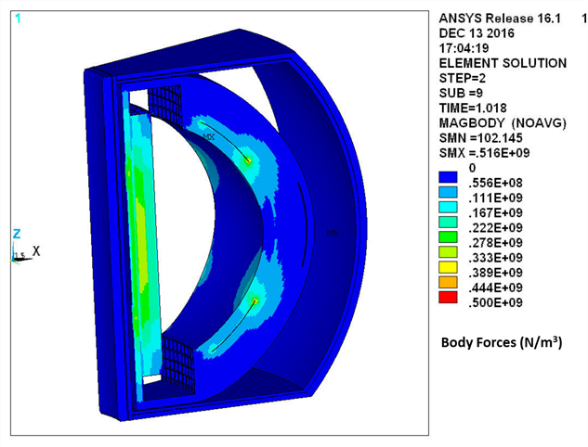 1
ANSYS Release 16.1 1
DEC 13 2016
17:04:19
ELEMENT SOLUTION
STEP=2
SUB =9
TIME=1.018
MAGBODY (NOAVG)
SMN =102.145
SMX =.516E+09
0
.556E+08
.111E+09
.167E+09
.222E+09
.278E+09
.333E+09
.389E+09
.444E+09
.500E+09
MX
Z
X
Body Forces (N/m³)